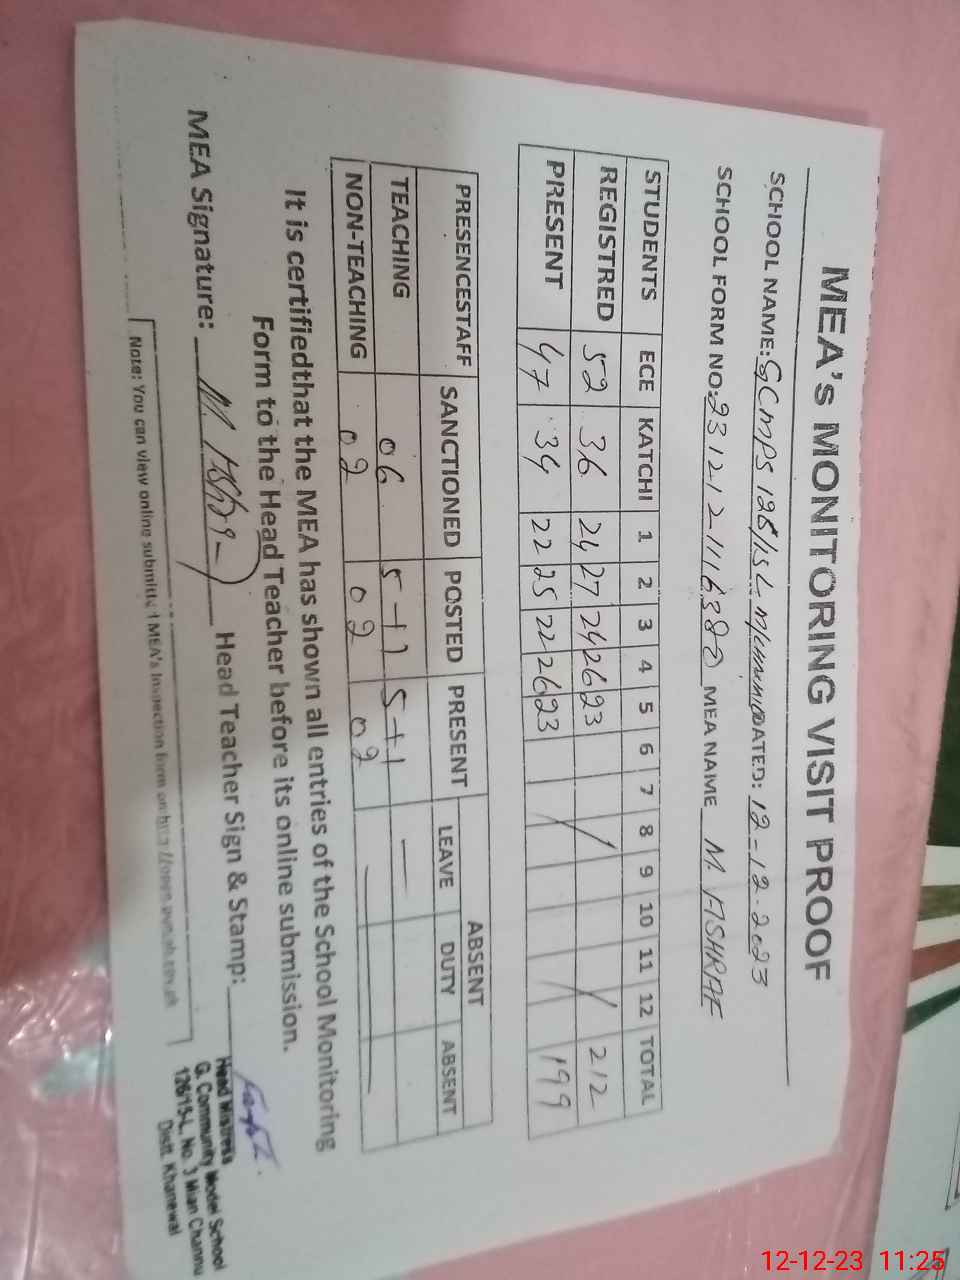 MEA's MONITORING VISIT PROOF
SCHOOL NAME: GCMPS 126/15L DATED: 12-12-2023
SCHOOL FORM NO: MEA NAME M. ASHRAF
STUDENTS ECE KATCHI 1 2 3 4 5 6 7 8 9 10 11 12 TOTAL
REGISTRED 52 36 24 27 24 26 23 212
PRESENT 47 34 22 25 22 26 23 199
PRESENCESTAFF SANCTIONED POSTED PRESENT ABSENT
LEAVE DUTY ABSENT
TEACHING 06 5+1 5+1 —
NON-TEACHING 02 02 02 —
It is certifiedthat the MEA has shown all entries of the School Monitoring
Form to the Head Teacher before its online submission.
MEA Signature: Head Teacher Sign & Stamp:
Head Mistress
G. Community Model School
126/15-L, No. 3 Mian Channu
Distt. Khanewal
Note: You can view online submitted MEA's Inspection form on http://open.punjab.gov.pk
12-12-23 11:25